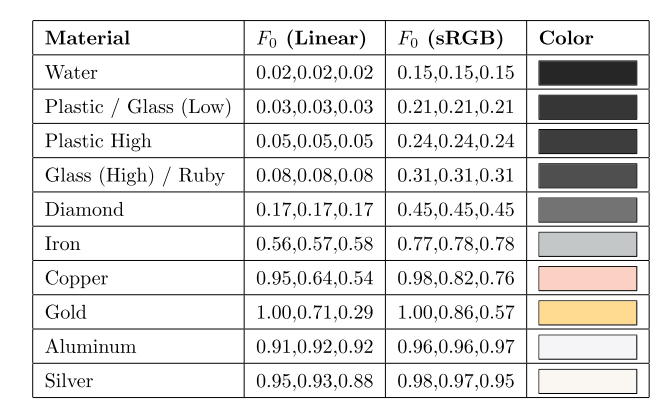 Material F₀ (Linear) F₀ (sRGB) Color
Water 0.02,0.02,0.02 0.15,0.15,0.15
Plastic / Glass (Low) 0.03,0.03,0.03 0.21,0.21,0.21
Plastic High 0.05,0.05,0.05 0.24,0.24,0.24
Glass (High) / Ruby 0.08,0.08,0.08 0.31,0.31,0.31
Diamond 0.17,0.17,0.17 0.45,0.45,0.45
Iron 0.56,0.57,0.58 0.77,0.78,0.78
Copper 0.95,0.64,0.54 0.98,0.82,0.76
Gold 1.00,0.71,0.29 1.00,0.86,0.57
Aluminum 0.91,0.92,0.92 0.96,0.96,0.97
Silver 0.95,0.93,0.88 0.98,0.97,0.95